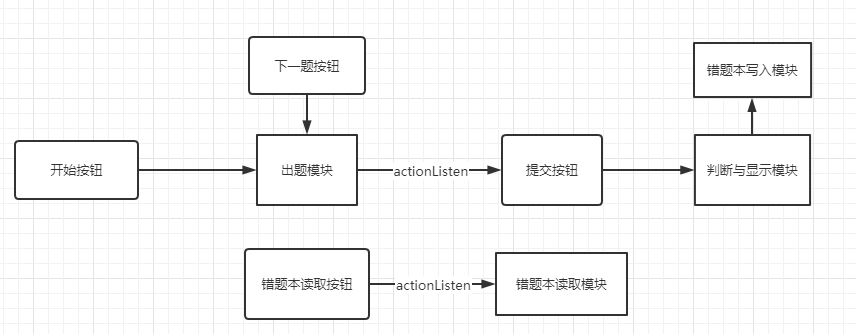 下一题按钮
错题本写入模块
开始按钮
出题模块
actionListen
提交按钮
判断与显示模块
错题本读取按钮
actionListen
错题本读取模块